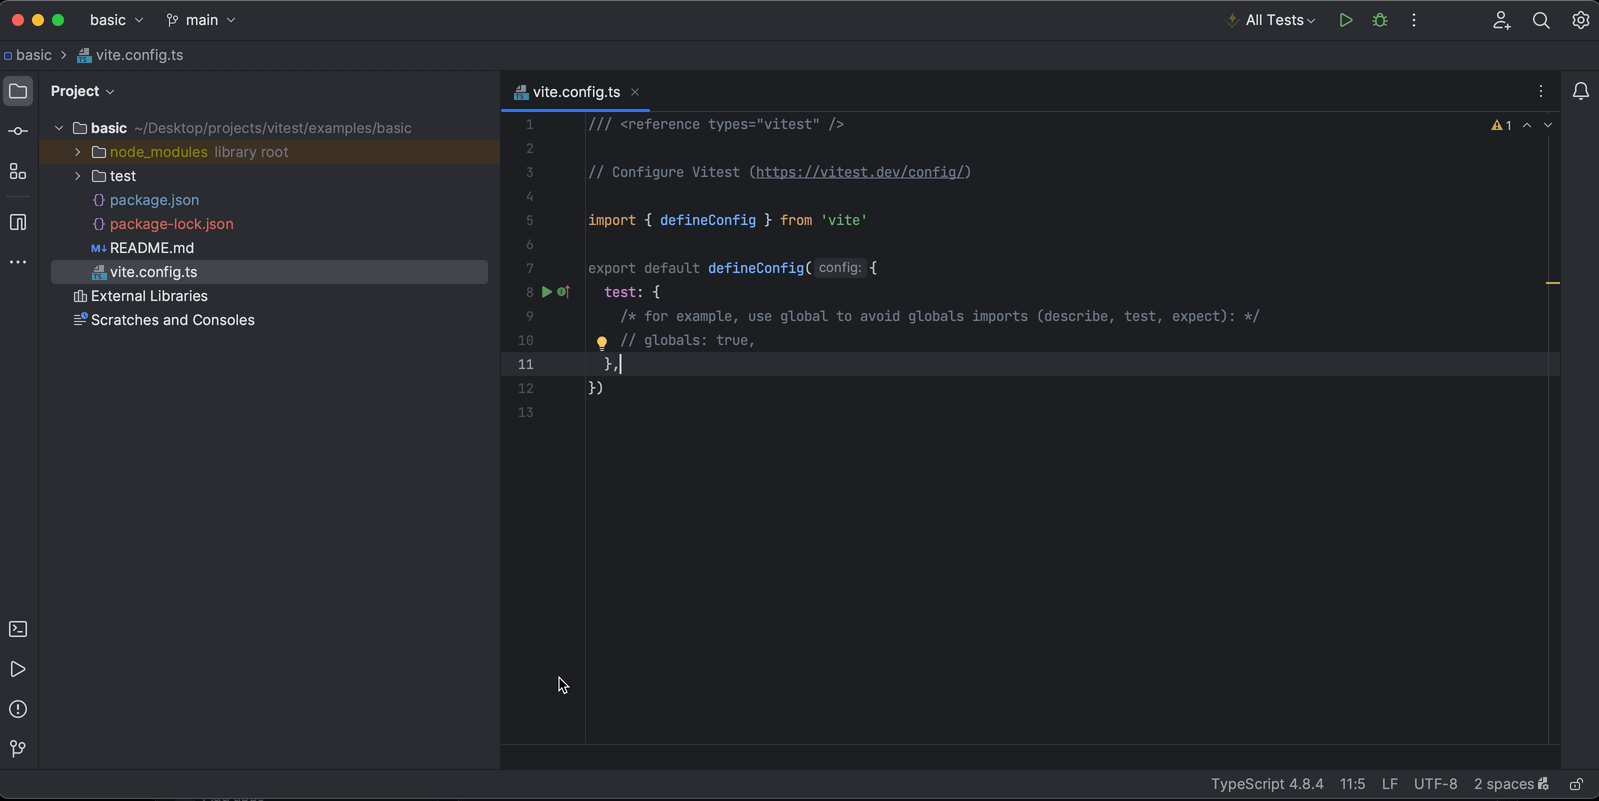 basic main All Tests
basic vite.config.ts
Project
vite.config.ts
basic ~/Desktop/projects/vitest/examples/basic
node_modules library root
test
{} package.json
{} package-lock.json
M↓ README.md
TS vite.config.ts
External Libraries
Scratches and Consoles
1 /// <reference types="vitest" />
2
3 // Configure Vitest (https://vitest.dev/config/)
4
5 import { defineConfig } from 'vite'
6
7 export default defineConfig( config: {
8 test: {
9 /* for example, use global to avoid globals imports (describe, test, expect): */
10 // globals: true,
11 },
12 })
13
1
TypeScript 4.8.4 11:5 LF UTF-8 2 spaces